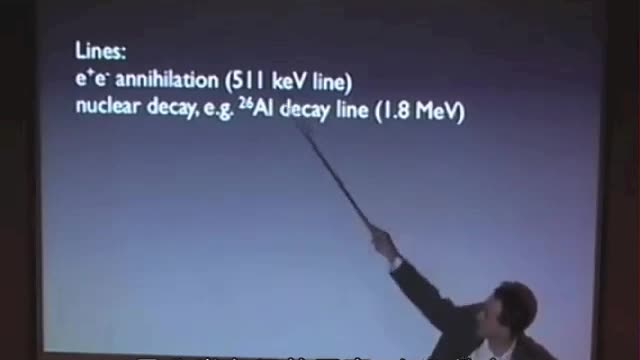 Lines:
e⁺e⁻ annihilation (511 keV line)
nuclear decay, e.g. ²⁶Al decay line (1.8 MeV)